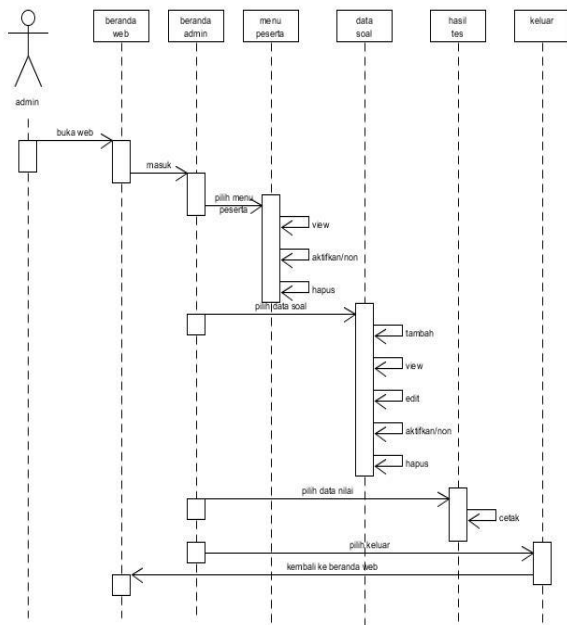 beranda
web
beranda
admin
menu
peserta
data
soal
hasil
tes
keluar
admin
buka web
masuk
pilih menu
peserta
view
aktifkan/non
hapus
pilih data soal
tambah
view
edit
aktifkan/non
hapus
pilih data nilai
cetak
pilih keluar
kembali ke beranda web